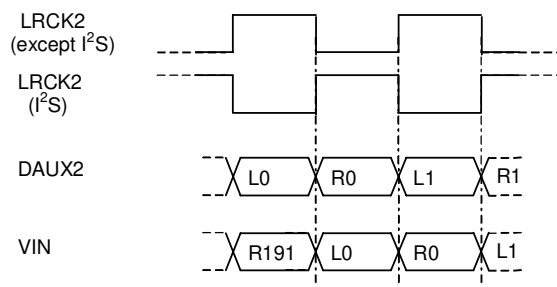 LRCK2
(except I²S)
LRCK2
(I²S)
DAUX2 L0 R0 L1 R1
VIN R191 L0 R0 L1